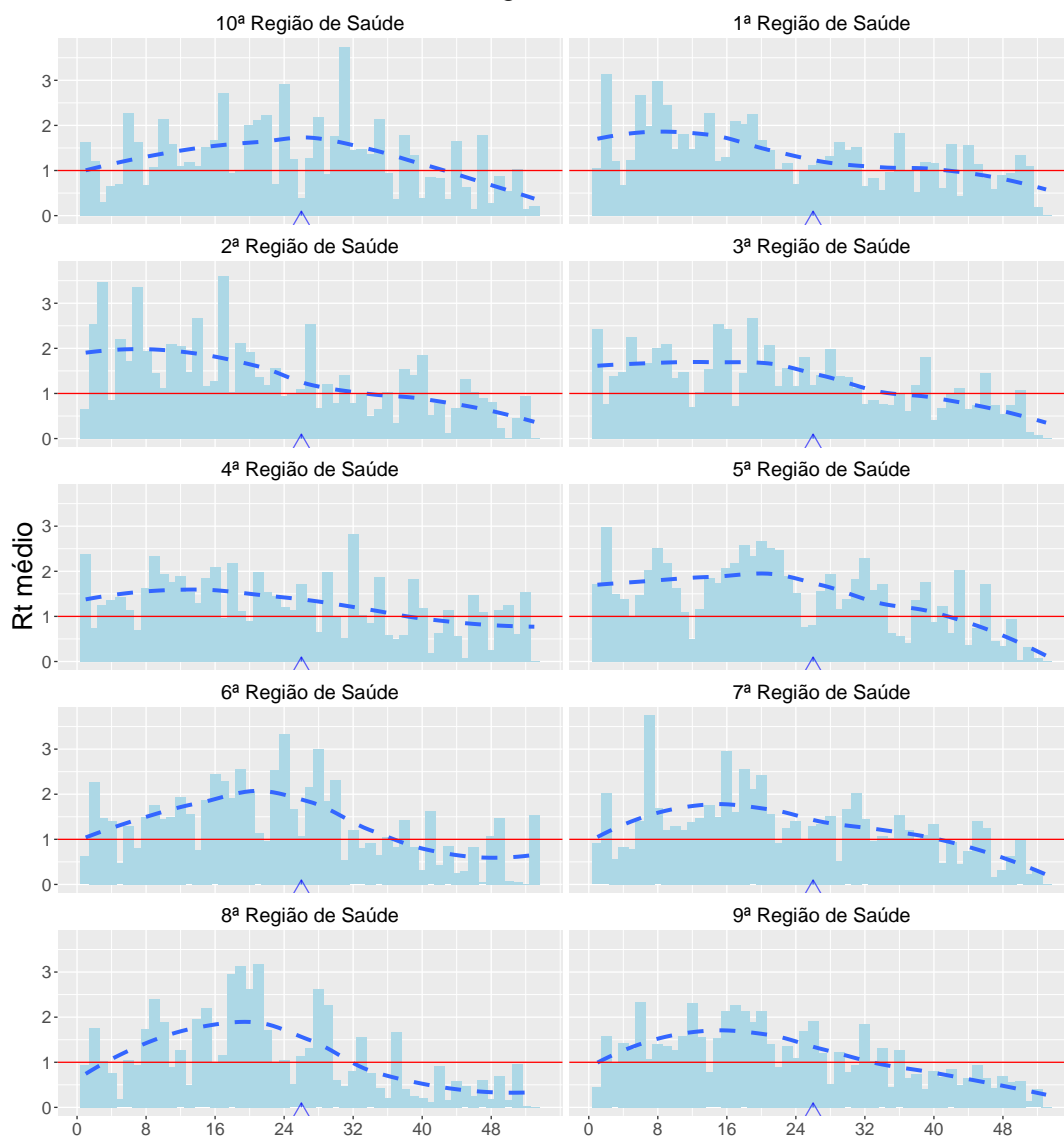 10ª Região de Saúde
1ª Região de Saúde
3
2
1
0
2ª Região de Saúde
3ª Região de Saúde
3
2
1
0
4ª Região de Saúde
5ª Região de Saúde
3
2
1
0
Rt médio
6ª Região de Saúde
7ª Região de Saúde
3
2
1
0
8ª Região de Saúde
9ª Região de Saúde
3
2
1
0
0 8 16 24 32 40 48
0 8 16 24 32 40 48